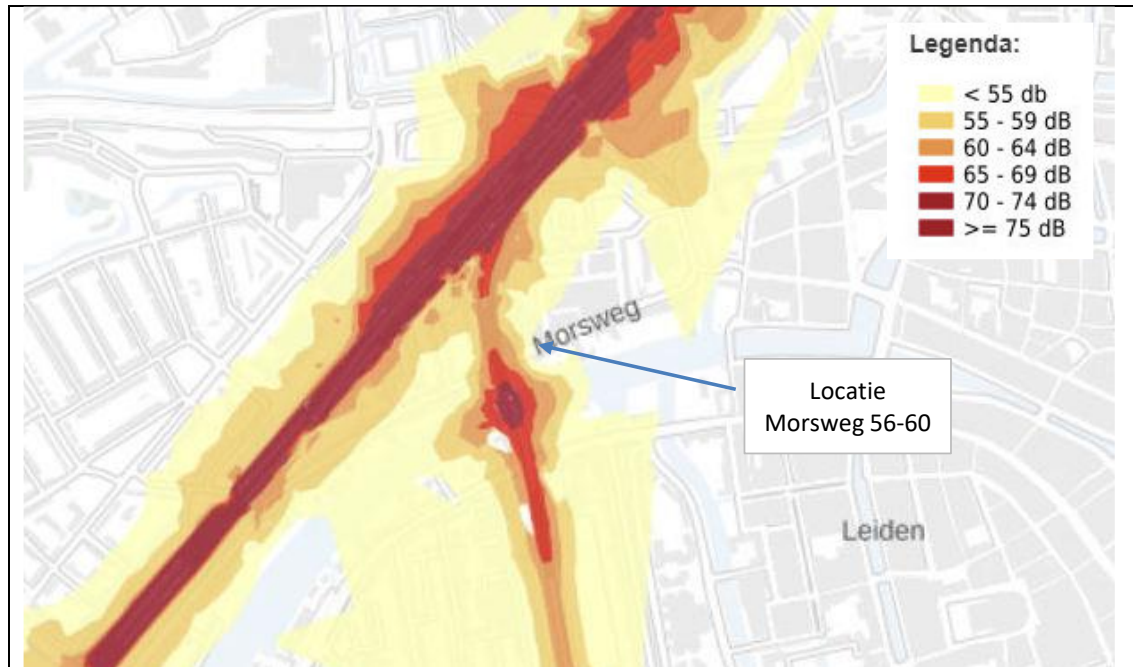 Legenda:
< 55 db
55 - 59 dB
60 - 64 dB
65 - 69 dB
70 - 74 dB
>= 75 dB
Morsweg
Locatie
Morsweg 56-60
Leiden